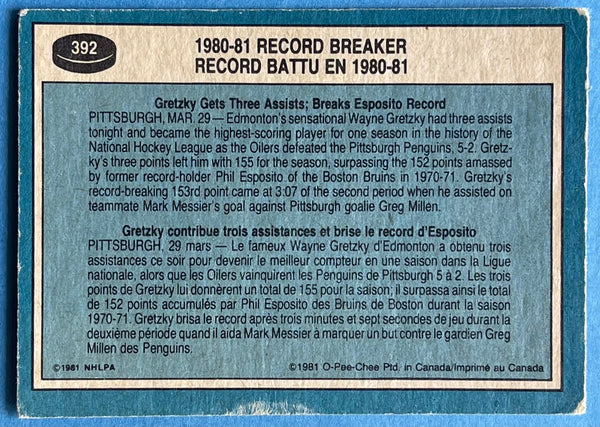 392
1980-81 RECORD BREAKER
RECORD BATTU EN 1980-81
Gretzky Gets Three Assists; Breaks Esposito Record
PITTSBURGH, MAR. 29 — Edmonton's sensational Wayne Gretzky had three assists
tonight and became the highest-scoring player for one season in the history of the
National Hockey League as the Oilers defeated the Pittsburgh Penguins, 5-2. Gretz-
ky's three points left him with 155 for the season, surpassing the 152 points amassed
by former record-holder Phil Esposito of the Boston Bruins in 1970-71. Gretzky's
record-breaking 153rd point came at 3:07 of the second period when he assisted on
teammate Mark Messier's goal against Pittsburgh goalie Greg Millen.
Gretzky contribue trois assistances et brise le record d'Esposito
PITTSBURGH, 29 mars — Le fameux Wayne Gretzky d'Edmonton a obtenu trois
assistances ce soir pour devenir le meilleur compteur en une saison dans la Ligue
nationale, alors que les Oilers vainquirent les Penguins de Pittsburgh 5 à 2. Les trois
points de Gretzky lui donnèrent un total de 155 pour la saison; il surpassa ainsi le total
de 152 points accumulés par Phil Esposito des Bruins de Boston durant la saison
1970-71. Gretzky brisa le record après trois minutes et sept secondes de jeu durant la
deuxième période quand il aida Mark Messier à marquer un but contre le gardien Greg
Millen des Penguins.
©1981 NHLPA
©1981 O-Pee-Chee Ptd. in Canada/Imprimé au Canada